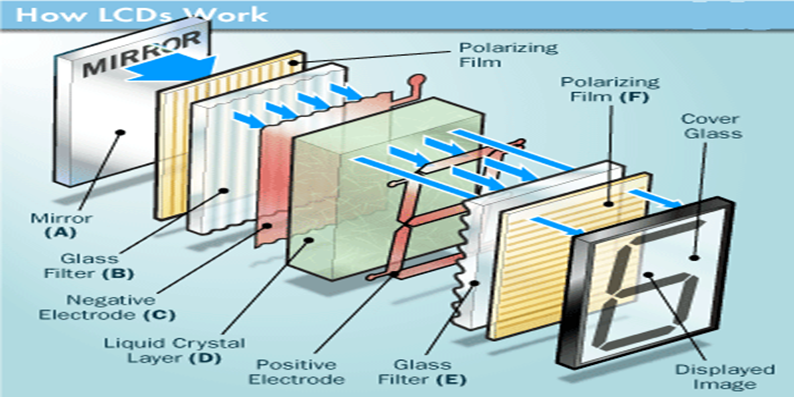 How LCDs Work
MIRROR
Polarizing
Film
Polarizing
Film (F)
Cover
Glass
Mirror
(A)
Glass
Filter (B)
Negative
Electrode (C)
Liquid Crystal
Layer (D)
Positive
Electrode
Glass
Filter (E)
Displayed
Image
6